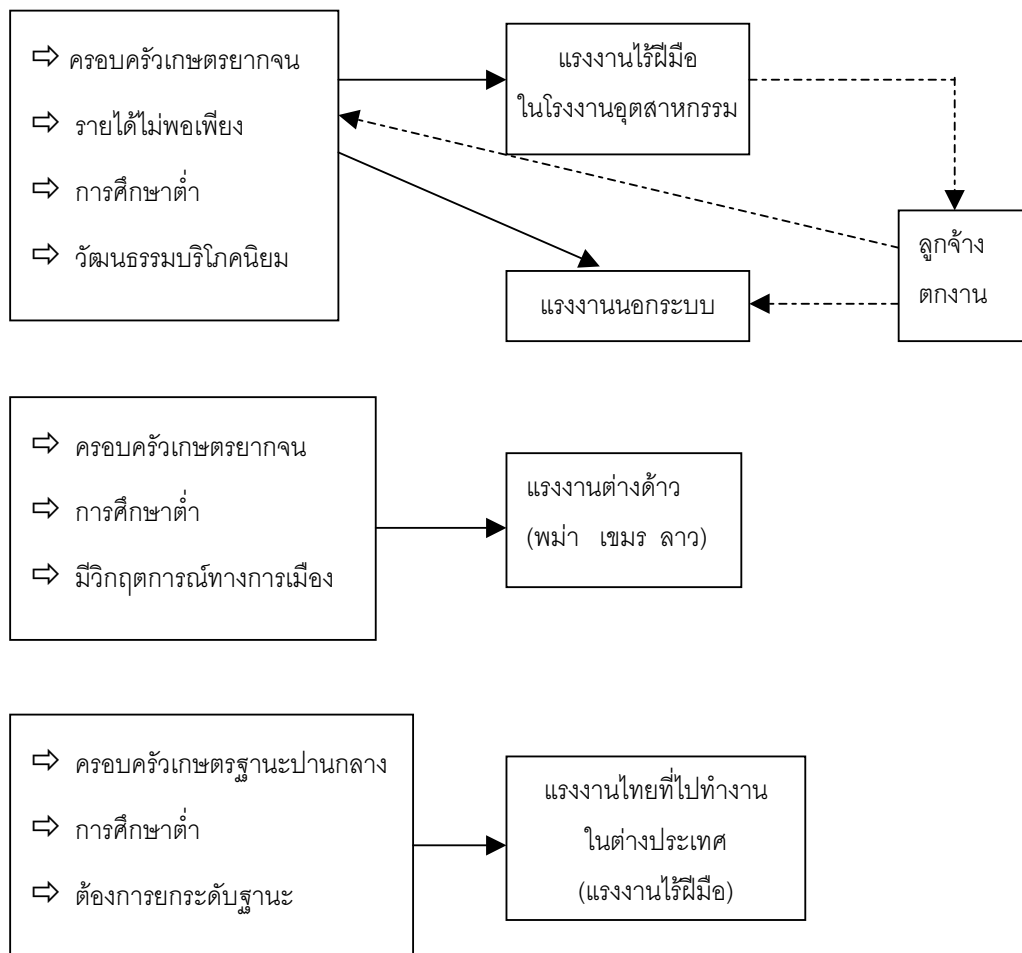 ⇨ ครอบครัวเกษตรยากจน
⇨ รายได้ไม่พอเพียง
⇨ การศึกษาต่ำ
⇨ วัฒนธรรมบริโภคนิยม
แรงงานไร้ฝีมือ
ในโรงงานอุตสาหกรรม
ลูกจ้าง
ตกงาน
แรงงานนอกระบบ
⇨ ครอบครัวเกษตรยากจน
⇨ การศึกษาต่ำ
⇨ มีวิกฤตการณ์ทางการเมือง
แรงงานต่างด้าว
(พม่า เขมร ลาว)
⇨ ครอบครัวเกษตรฐานะปานกลาง
⇨ การศึกษาต่ำ
⇨ ต้องการยกระดับฐานะ
แรงงานไทยที่ไปทำงาน
ในต่างประเทศ
(แรงงานไร้ฝีมือ)